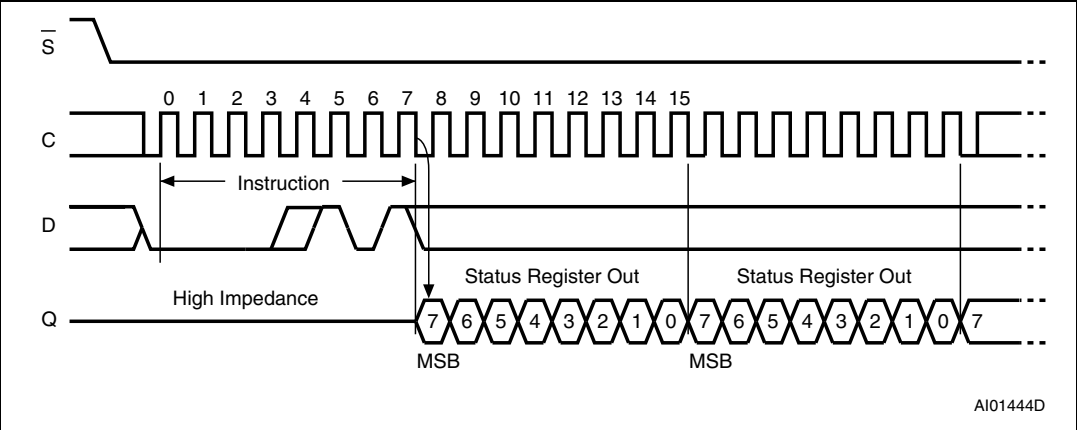 S
0 1 2 3 4 5 6 7 8 9 10 11 12 13 14 15
C
Instruction
D
Status Register Out Status Register Out
High Impedance
Q 7 6 5 4 3 2 1 0 7 6 5 4 3 2 1 0 7
MSB MSB
AI01444D